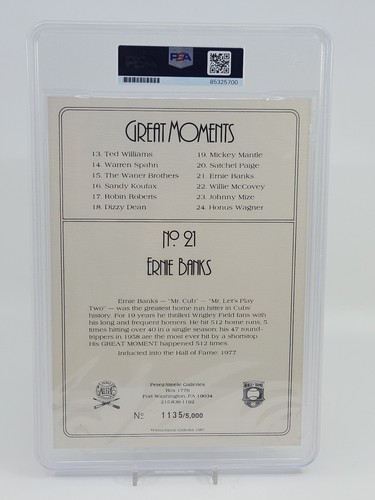 PSA
85325700
GREAT MOMENTS
13. Ted Williams
14. Warren Spahn
15. The Waner Brothers
16. Sandy Koufax
17. Robin Roberts
18. Dizzy Dean
19. Mickey Mantle
20. Satchel Paige
21. Ernie Banks
22. Willie McCovey
23. Johnny Mize
24. Honus Wagner
No 21
ERNIE BANKS
Ernie Banks — "Mr. Cub" — "Mr. Let's Play
Two" — was the greatest home run hitter in Cubs'
history. For 19 years he thrilled Wrigley Field fans with
his long and frequent homers. He hit 512 home runs, 5
times hitting over 40 in a single season; his 47 round-
trippers in 1958 are the most ever hit by a shortstop.
His GREAT MOMENT happened 512 times.
Inducted into the Hall of Fame: 1977
Perez-Steele Galleries
Box 1776
Fort Washington, PA 19034
No 1135/5,000